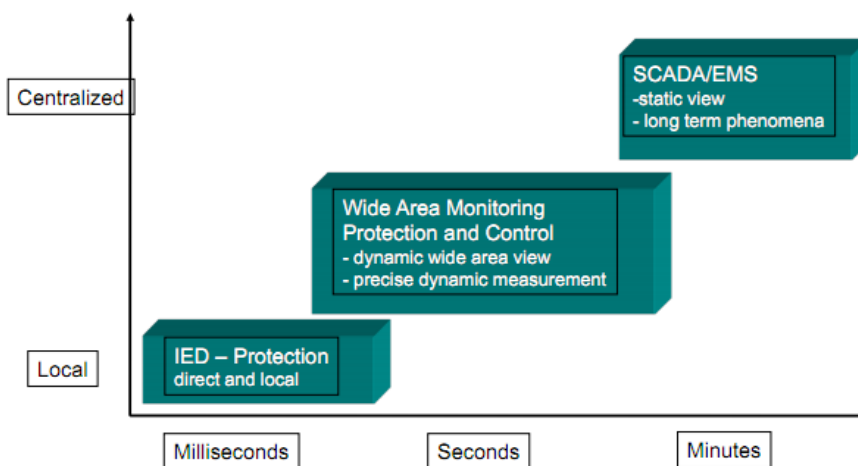 Centralized
SCADA/EMS
-static view
- long term phenomena
Wide Area Monitoring
Protection and Control
- dynamic wide area view
- precise dynamic measurement
Local
IED – Protection
direct and local
Milliseconds
Seconds
Minutes